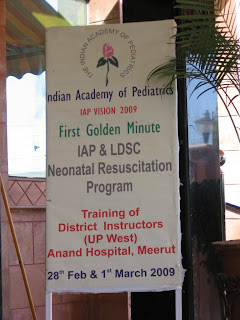 THE INDIAN ACADEMY OF PEDIATRICS
Indian Academy of Pediatrics
IAP VISION 2009
First Golden Minute
IAP & LDSC
Neonatal Resuscitation
Program
Training of
District Instructors
(UP West)
Anand Hospital, Meerut
28th Feb & 1st March 2009